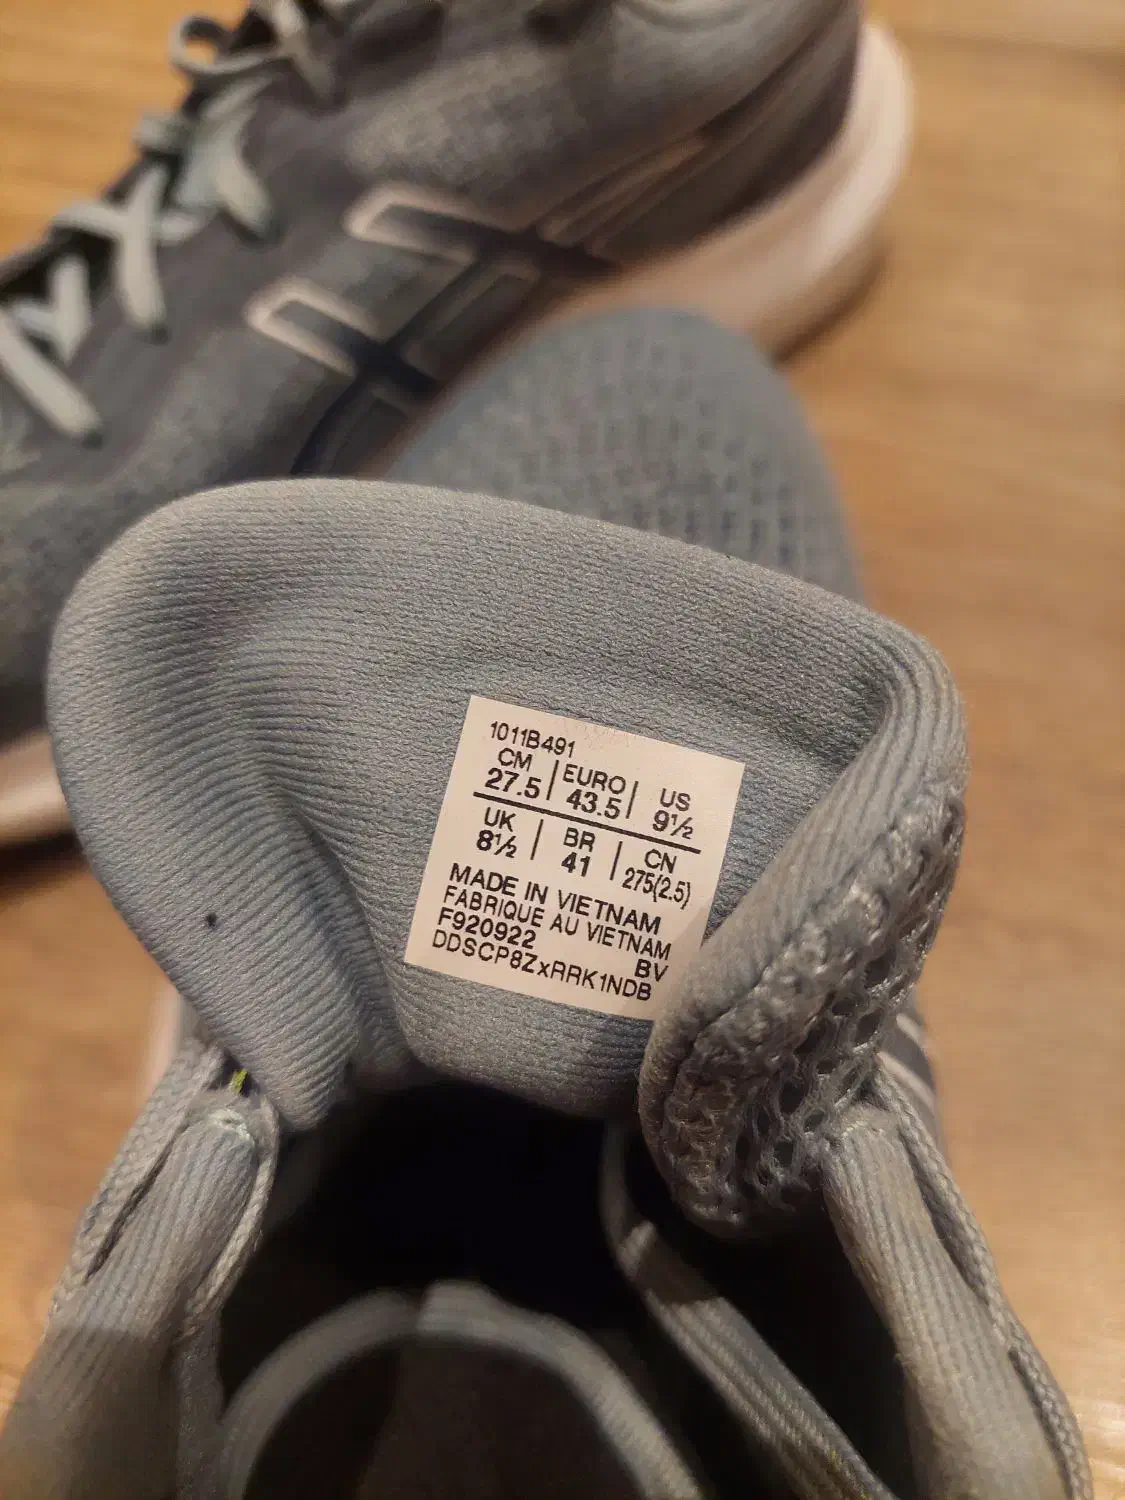 1011B491
CM | EURO | US
27.5 | 43.5 | 9½
UK | BR | CN
8½ | 41 | 275(2.5)
MADE IN VIETNAM
FABRIQUE AU VIETNAM
F920922 BV
DDSCP8ZxRRK1NDB